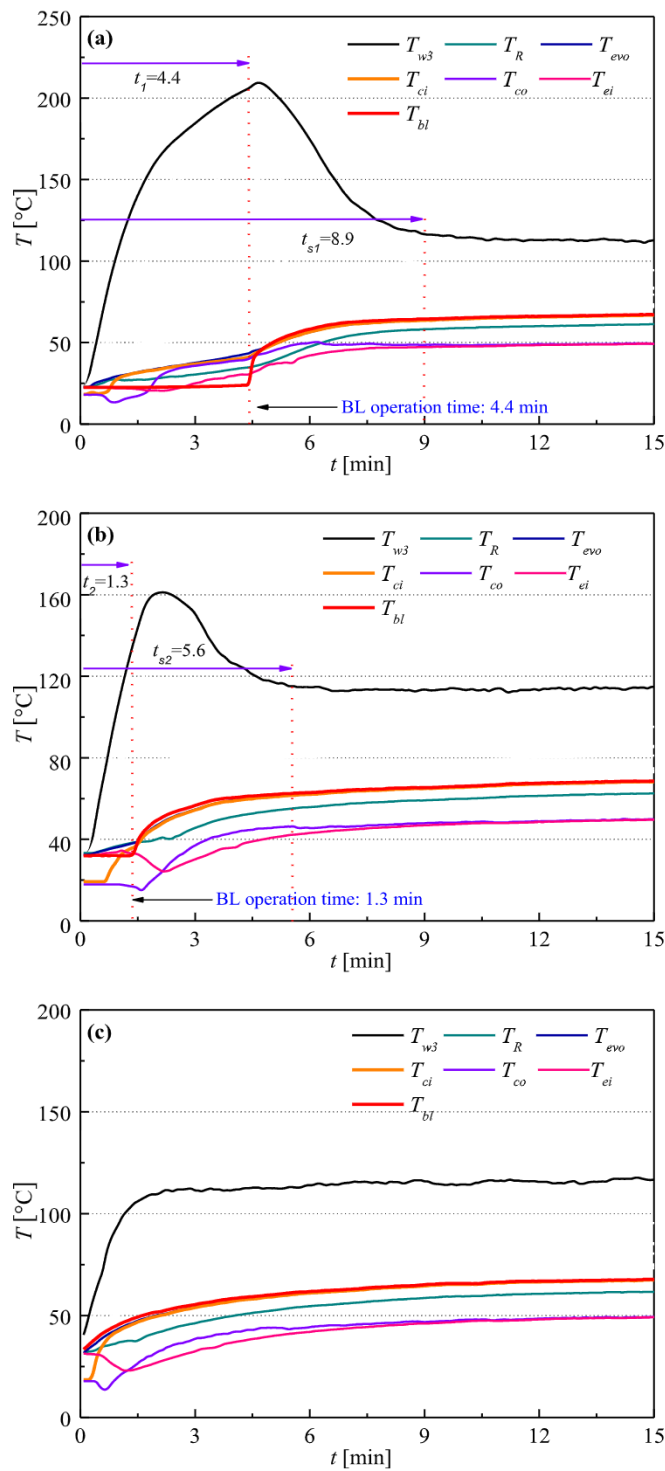 (a)
T_w3 T_R T_evo
T_ci T_co T_ei
T_bl
t_1=4.4
t_s1=8.9
BL operation time: 4.4 min
250
200
150
100
50
0
T [°C]
0 3 6 9 12 15
t [min]
(b)
T_w3 T_R T_evo
T_ci T_co T_ei
T_bl
t_2=1.3
t_s2=5.6
BL operation time: 1.3 min
200
160
120
80
40
0
T [°C]
0 3 6 9 12 15
t [min]
(c)
T_w3 T_R T_evo
T_ci T_co T_ei
T_bl
200
150
100
50
0
T [°C]
0 3 6 9 12 15
t [min]